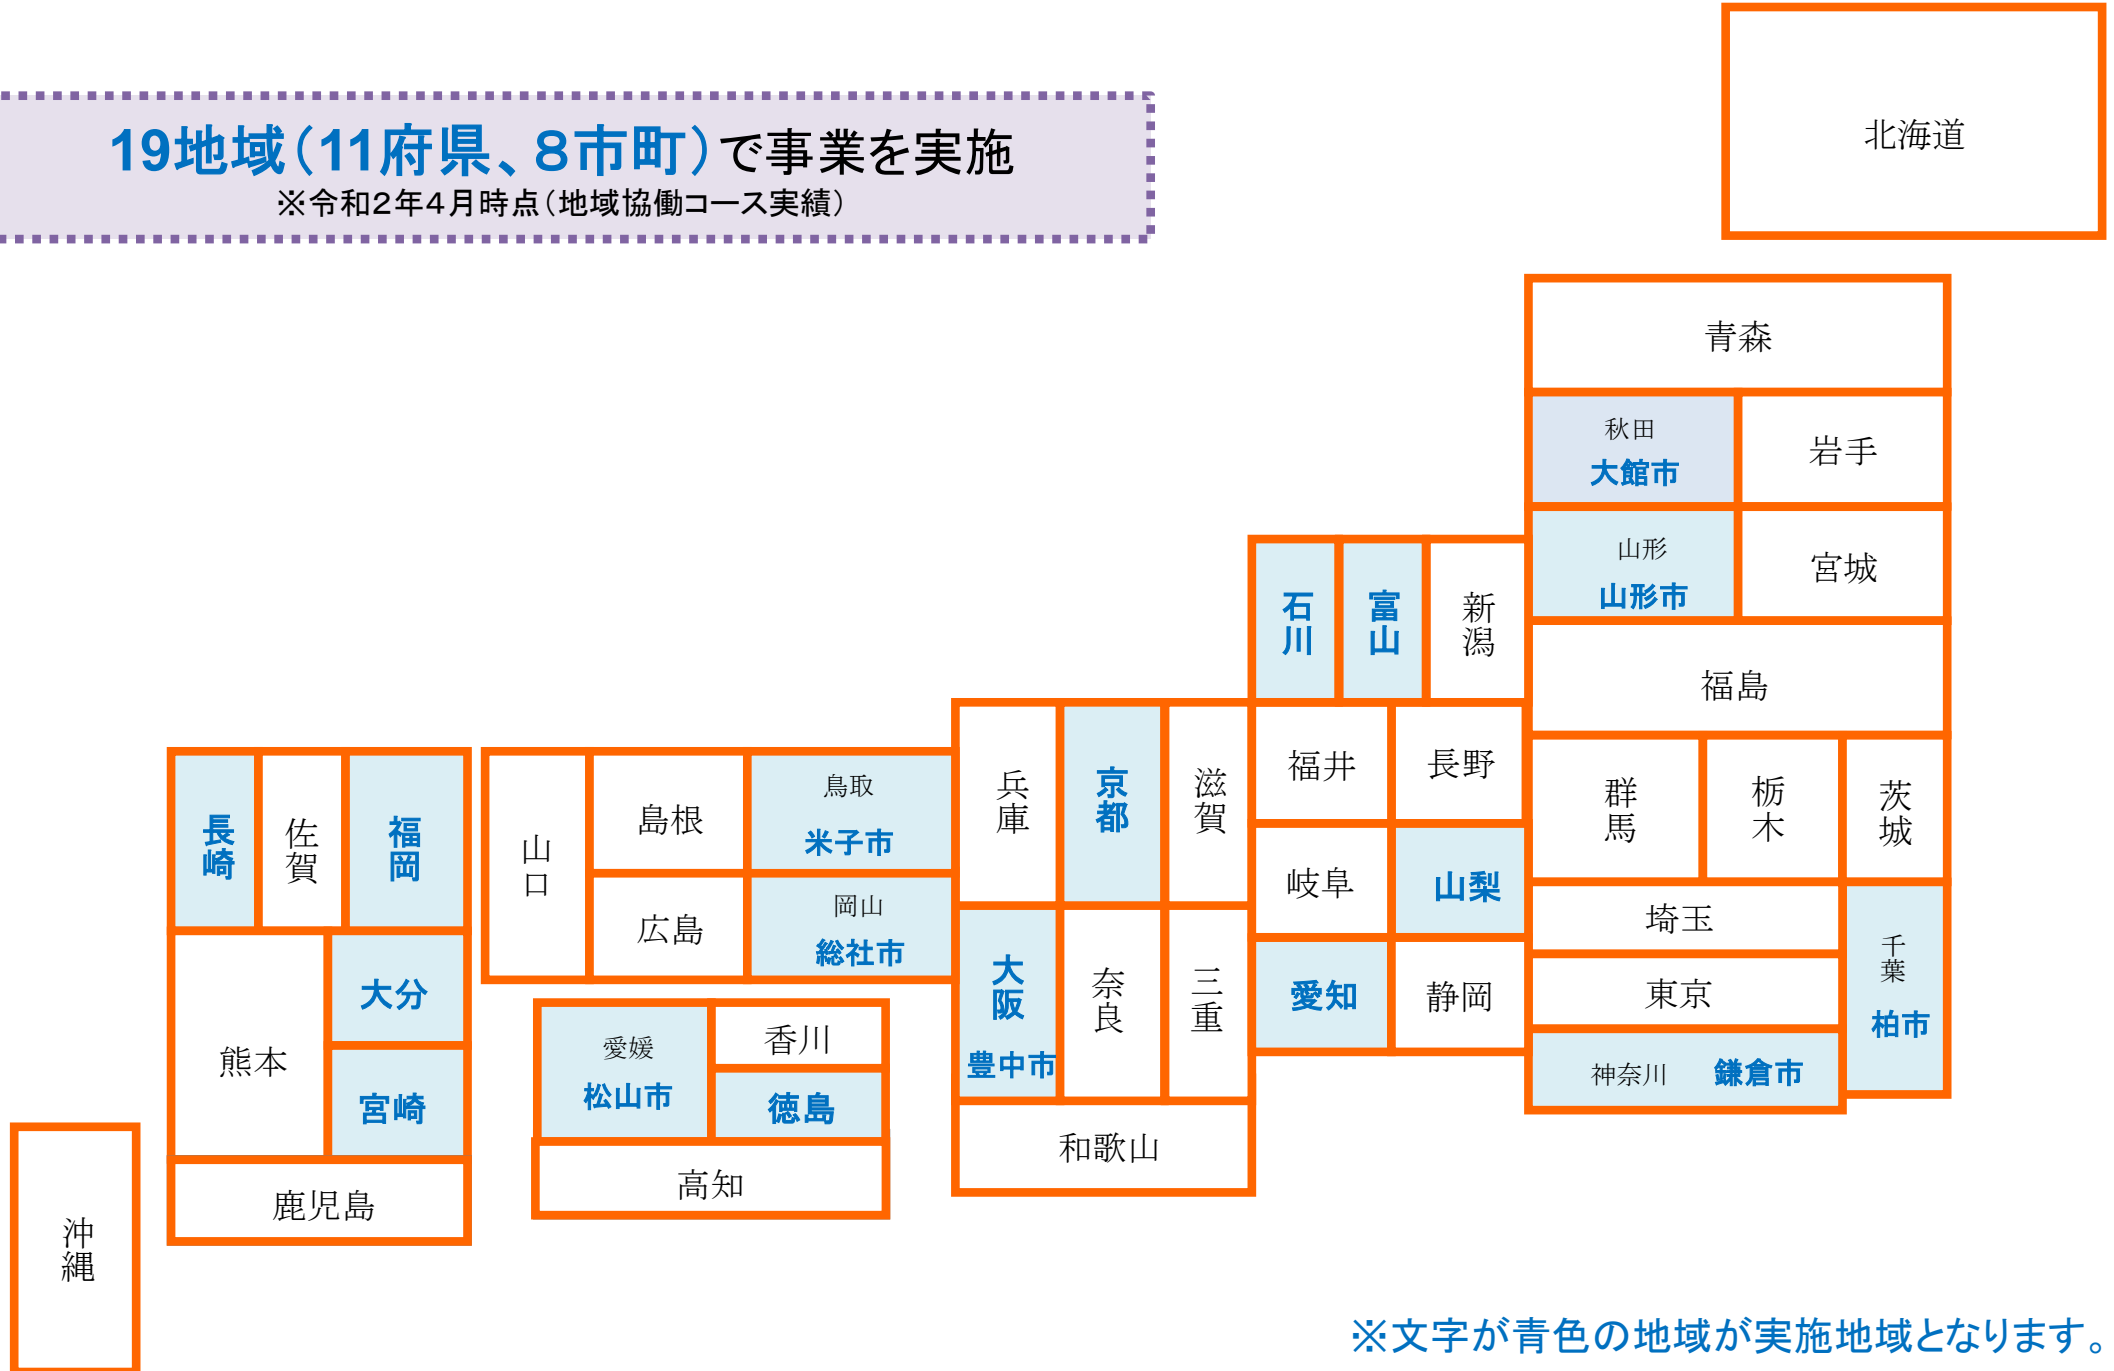 19地域（11府県、８市町）で事業を実施
※令和２年４月時点（地域協働コース実績）
北海道
青森
秋田
大館市
岩手
山形
山形市
宮城
石川
富山
新潟
福島
兵庫
京都
滋賀
福井
長野
群馬
栃木
茨城
長崎
佐賀
福岡
山口
島根
鳥取
米子市
岐阜
山梨
広島
岡山
総社市
埼玉
千葉
柏市
東京
神奈川 鎌倉市
大阪
豊中市
奈良
三重
愛知
静岡
熊本
大分
宮崎
愛媛
松山市
香川
徳島
高知
和歌山
鹿児島
沖縄
※文字が青色の地域が実施地域となります。